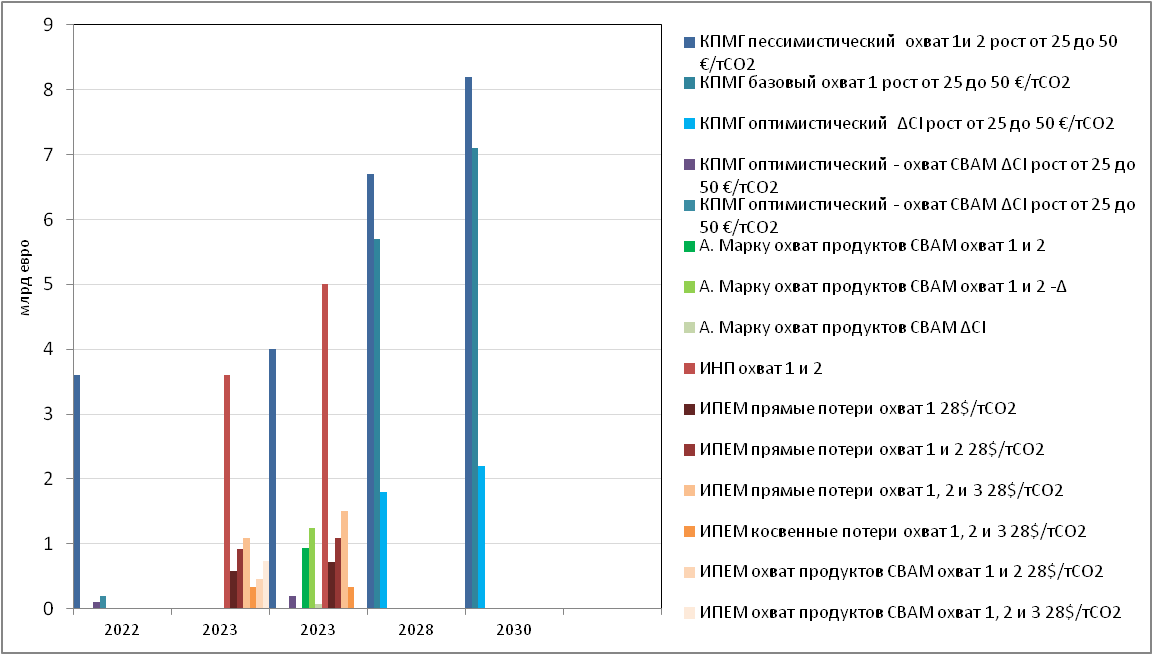 9
8
7
6
5
4
3
2
1
0
млрд евро
2022
2023
2023
2028
2030
КПМГ пессимистический охват 1и 2 рост от 25 до 50
€/тСО2
КПМГ базовый охват 1 рост от 25 до 50 €/тСО2
КПМГ оптимистический ΔCI рост от 25 до 50 €/тСО2
КПМГ оптимистический - охват СВАМ ΔCI рост от 25 до
50 €/тСО2
КПМГ оптимистический - охват СВАМ ΔCI рост от 25 до
50 €/тСО2
А. Марку охват продуктов СВАМ охват 1 и 2
А. Марку охват продуктов СВАМ охват 1 и 2 -Δ
А. Марку охват продуктов СВАМ ΔCI
ИНП охват 1 и 2
ИПЕМ прямые потери охват 1 28$/тСО2
ИПЕМ прямые потери охват 1 и 2 28$/тСО2
ИПЕМ прямые потери охват 1, 2 и 3 28$/тСО2
ИПЕМ косвенные потери охват 1, 2 и 3 28$/тСО2
ИПЕМ охват продуктов СВАМ охват 1 и 2 28$/тСО2
ИПЕМ охват продуктов СВАМ охват 1, 2 и 3 28$/тСО2